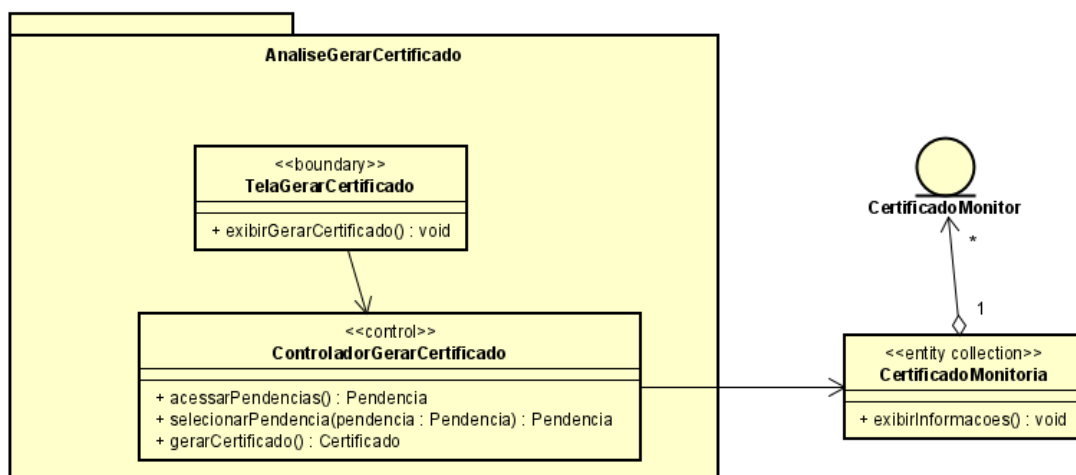 AnaliseGerarCertificado
<<boundary>>
TelaGerarCertificado
+ exibirGerarCertificado() : void
<<control>>
ControladorGerarCertificado
+ acessarPendencias() : Pendencia
+ selecionarPendencia(pendencia : Pendencia) : Pendencia
+ gerarCertificado() : Certificado
CertificadoMonitor
*
1
<<entity collection>>
CertificadoMonitoria
+ exibirInformacoes() : void